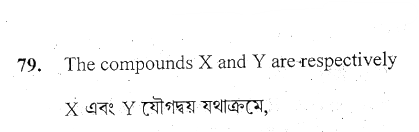 79. The compounds X and Y are respectively
X এবং Y যৌগদ্বয় যথাক্রমে,